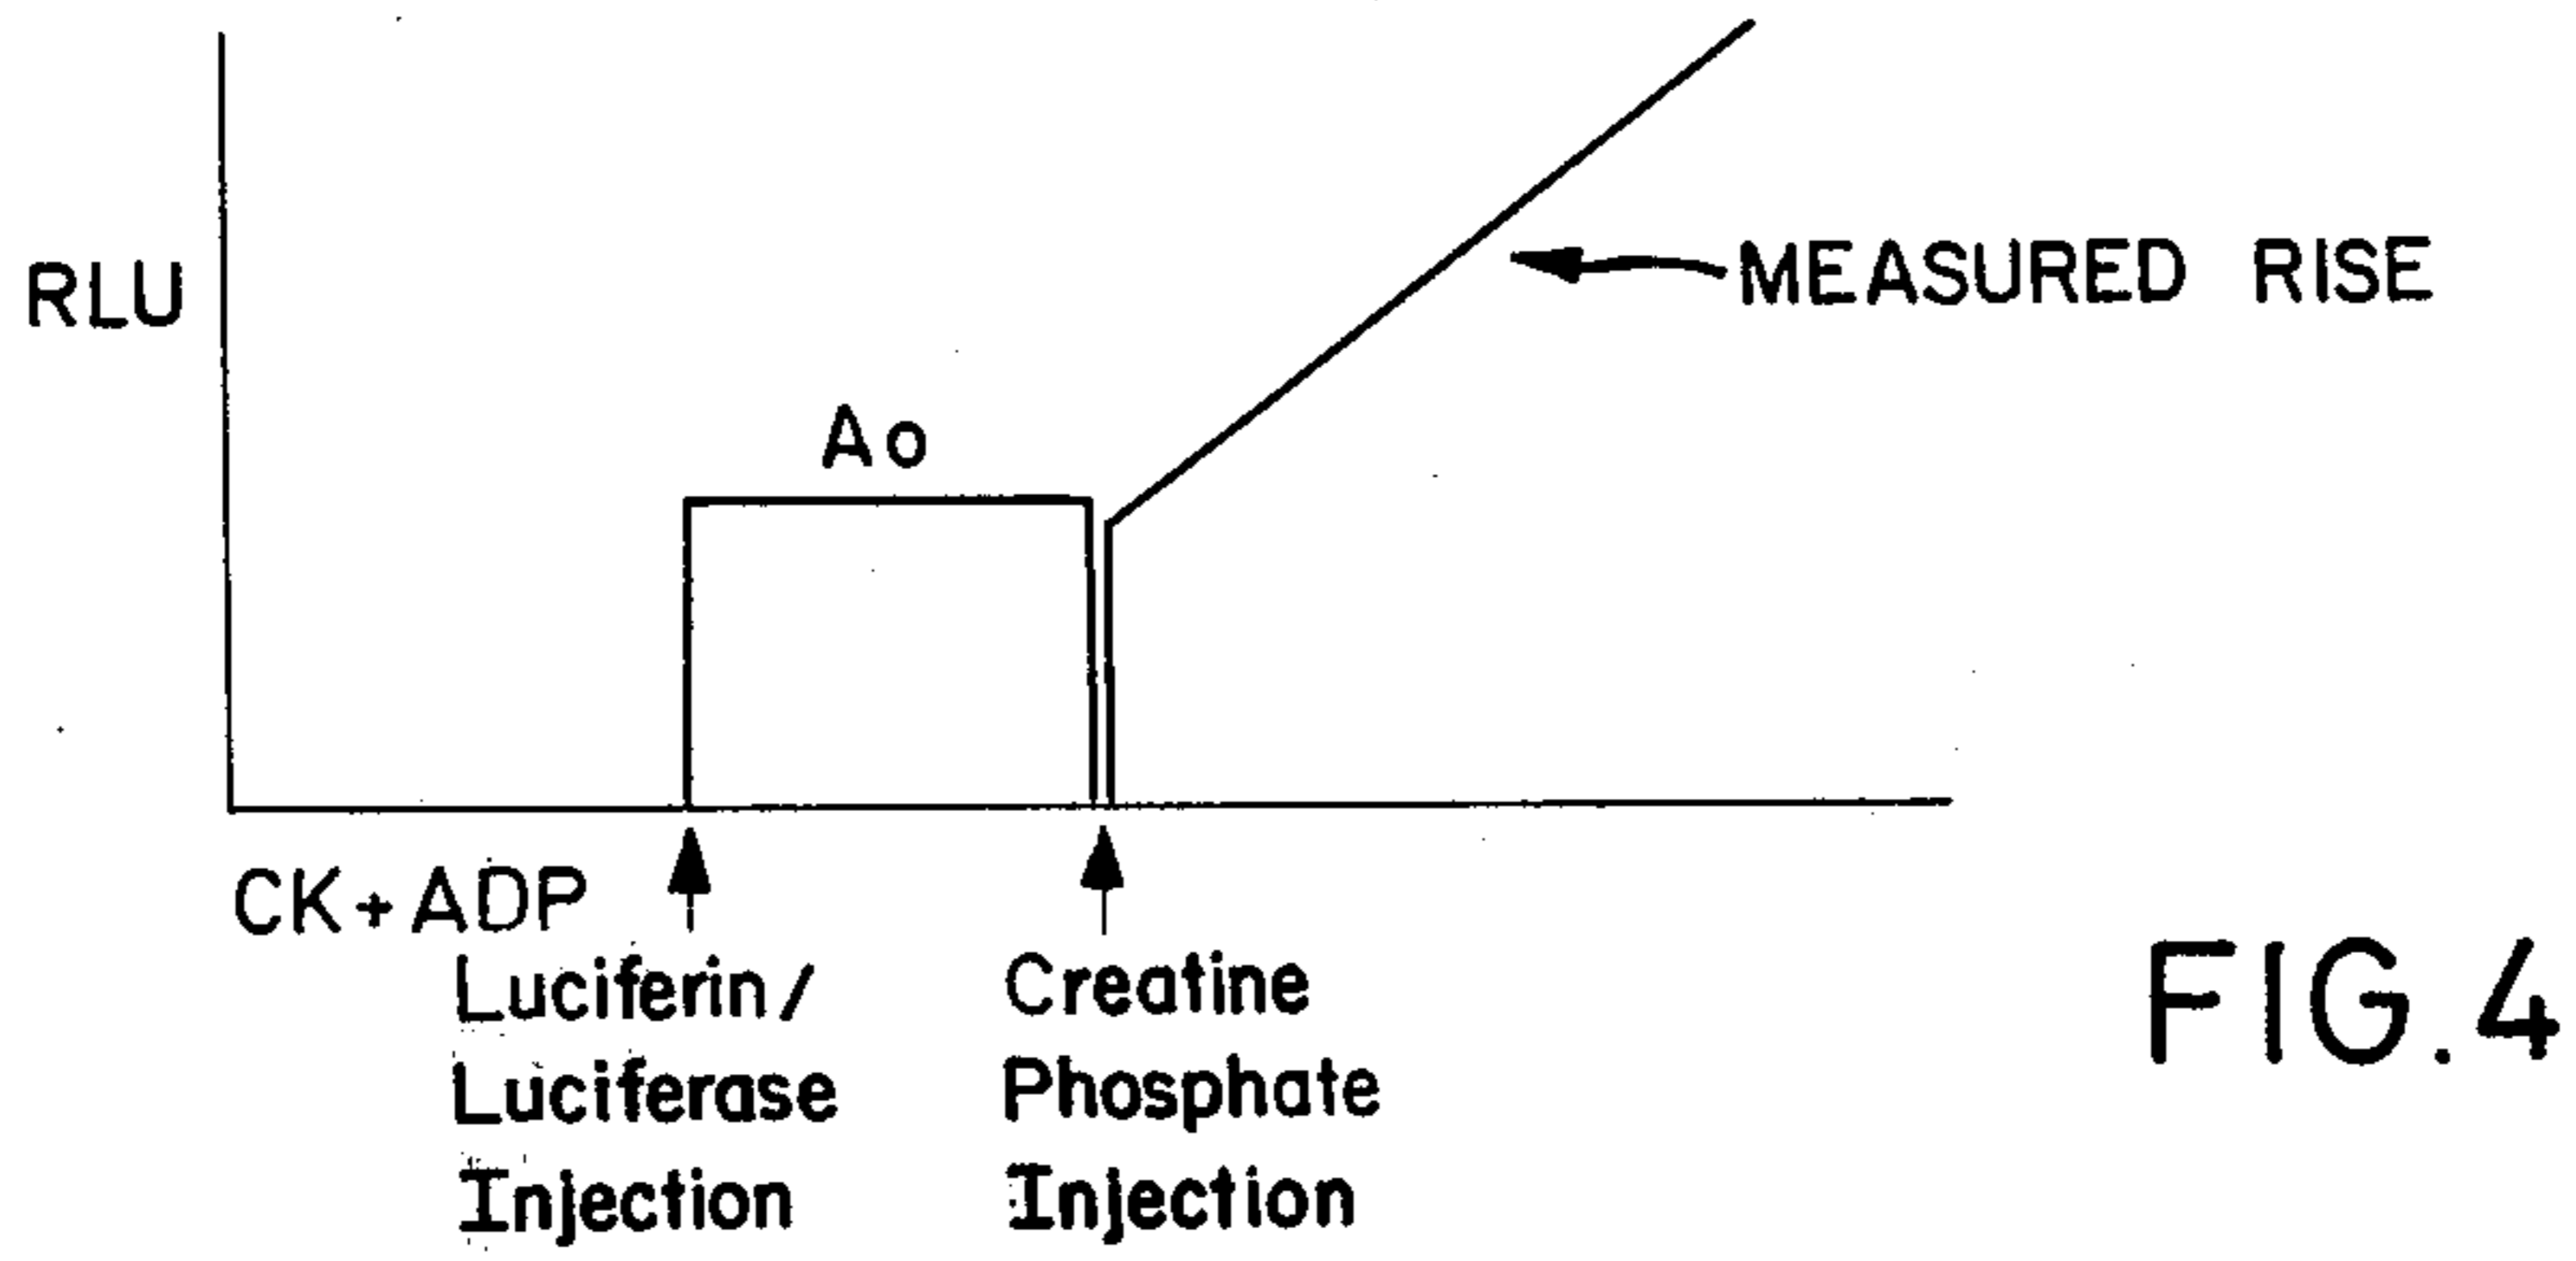 RLU
MEASURED RISE
Ao
CK+ADP
Luciferin/
Luciferase
Injection
Creatine
Phosphate
Injection
FIG.4